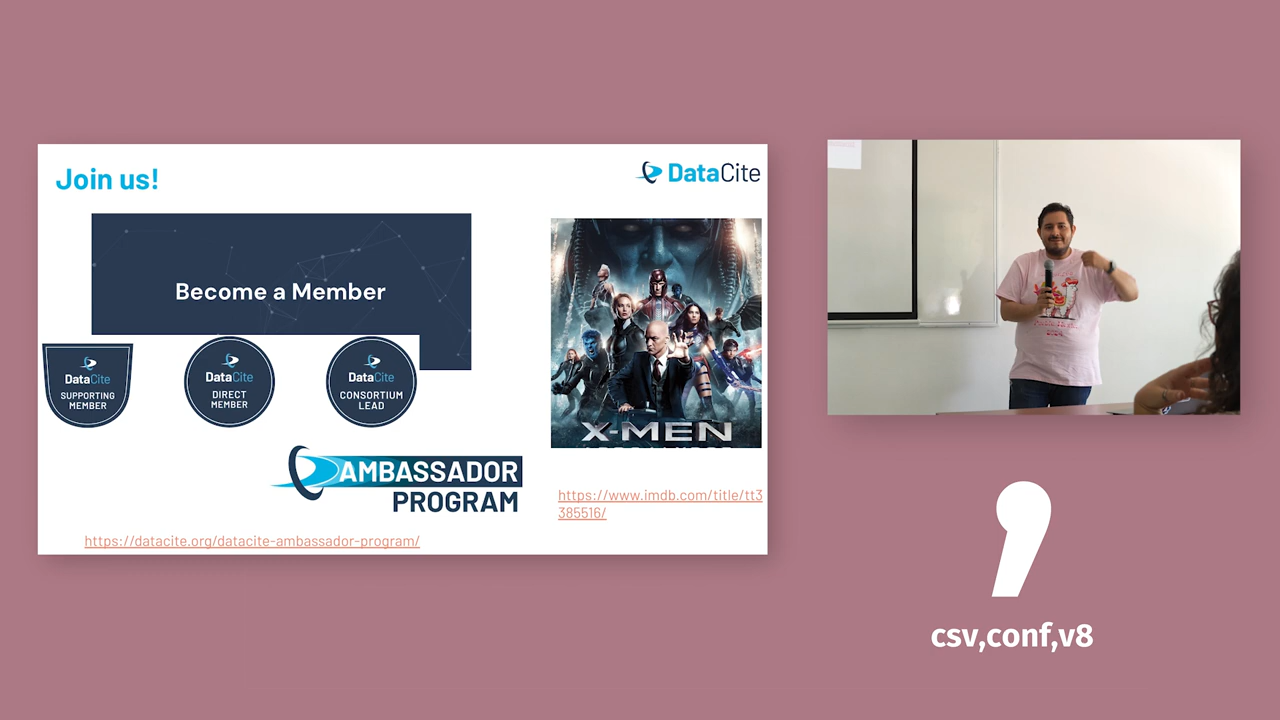 Join us!
DataCite
Become a Member
DataCite
SUPPORTING
MEMBER
DataCite
DIRECT
MEMBER
DataCite
CONSORTIUM
LEAD
AMBASSADOR
PROGRAM
https://datacite.org/datacite-ambassador-program/
X-MEN
https://www.imdb.com/title/tt3
385516/
csv,conf,v8